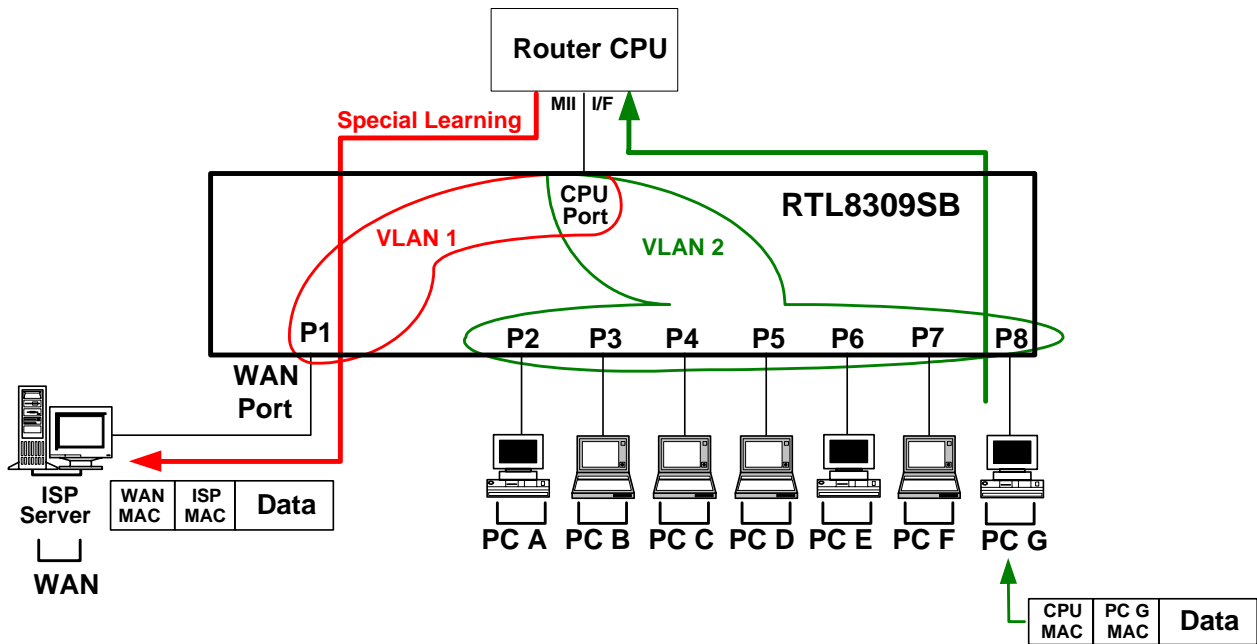 Router CPU
MII I/F
Special Learning
CPU
Port
RTL8309SB
VLAN 1
VLAN 2
P1
P2 P3 P4 P5 P6 P7 P8
WAN
Port
ISP
Server
WAN
WAN
MAC
ISP
MAC
Data
PC A PC B PC C PC D PC E PC F PC G
CPU
MAC
PC G
MAC
Data